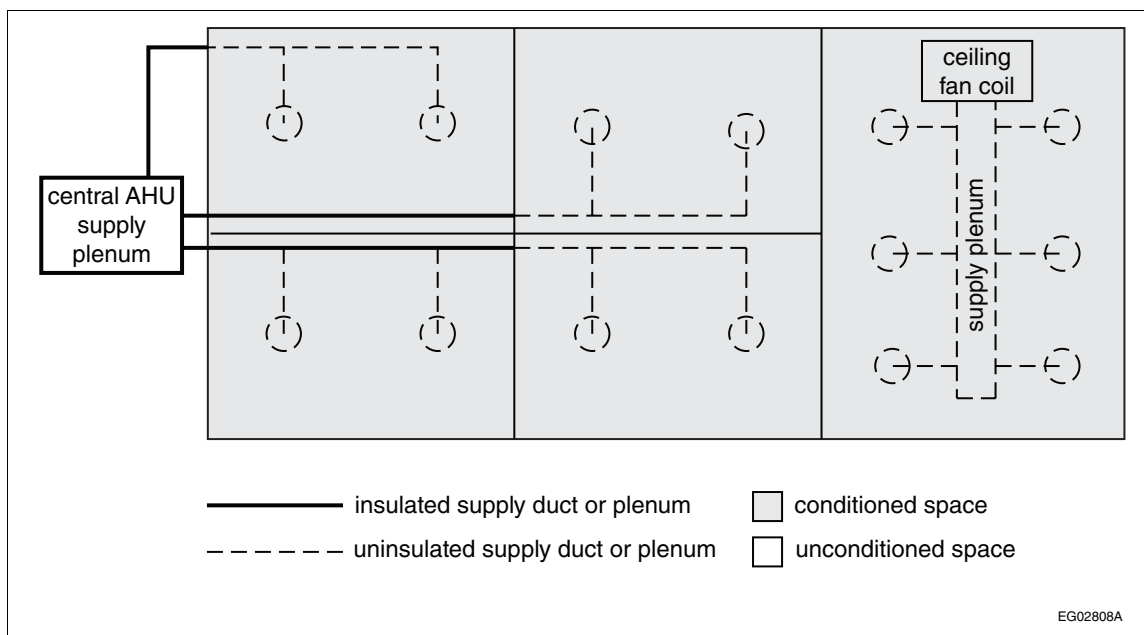 ceiling
fan coil
central AHU
supply
plenum
supply plenum
insulated supply duct or plenum
conditioned space
uninsulated supply duct or plenum
unconditioned space
EG02808A